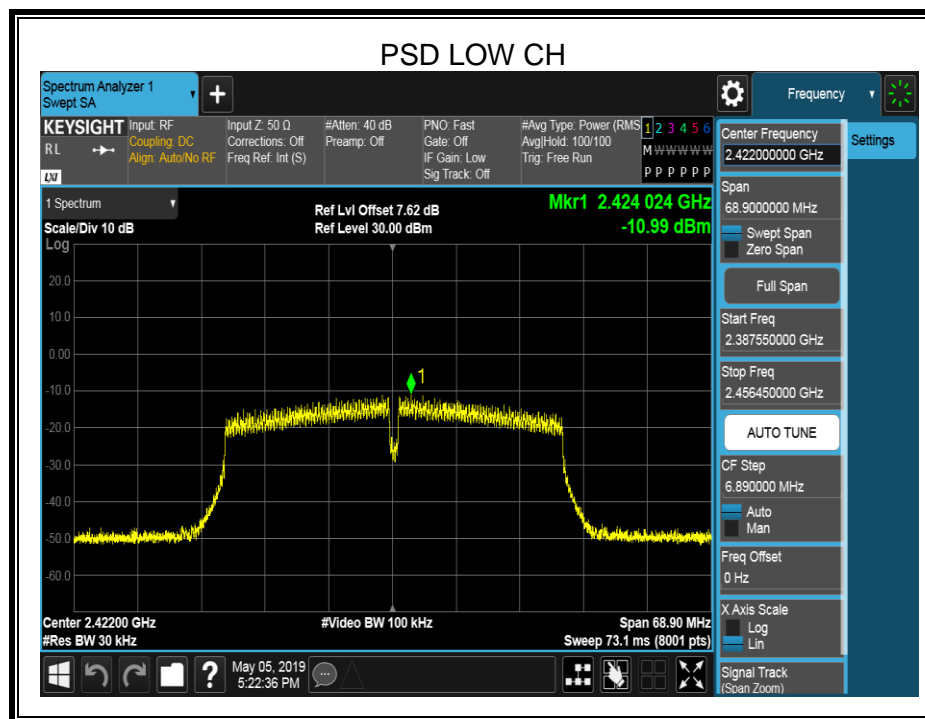 PSD LOW CH
Spectrum Analyzer 1
Swept SA
Frequency
KEYSIGHT
RL
LXI
Input: RF
Coupling: DC
Align: Auto/No RF
Input Z: 50 Ω
Corrections: Off
Freq Ref: Int (S)
#Atten: 40 dB
Preamp: Off
PNO: Fast
Gate: Off
IF Gain: Low
Sig Track: Off
#Avg Type: Power (RMS
Avg|Hold: 100/100
Trig: Free Run
1 2 3 4 5 6
M W W W W W
P P P P P P
1 Spectrum
Scale/Div 10 dB
Log
Ref Lvl Offset 7.62 dB
Ref Level 30.00 dBm
Mkr1 2.424 024 GHz
-10.99 dBm
20.0
10.0
0.00
-10.0
-20.0
-30.0
-40.0
-50.0
-60.0
1
Center 2.42200 GHz
#Res BW 30 kHz
#Video BW 100 kHz
Span 68.90 MHz
Sweep 73.1 ms (8001 pts)
May 05, 2019
5:22:36 PM
Center Frequency
2.422000000 GHz
Settings
Span
68.9000000 MHz
Swept Span
Zero Span
Full Span
Start Freq
2.387550000 GHz
Stop Freq
2.456450000 GHz
AUTO TUNE
CF Step
6.890000 MHz
Auto
Man
Freq Offset
0 Hz
X Axis Scale
Log
Lin
Signal Track
(Span Zoom)